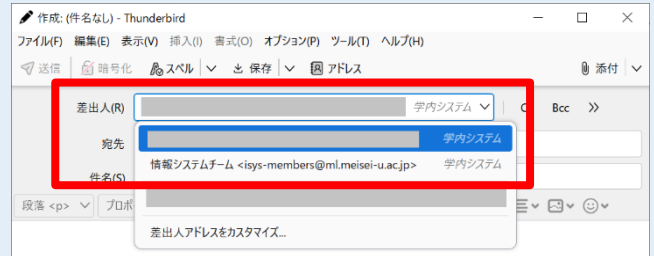 作成: (件名なし) - Thunderbird
ファイル(F) 編集(E) 表示(V) 挿入(I) 書式(O) オプション(P) ツール(T) ヘルプ(H)
送信 暗号化 スペル 保存 アドレス 添付
差出人(R) 学内システム Bcc
宛先 学内システム
情報システムチーム <isys-members@ml.meisei-u.ac.jp> 学内システム
件名(S)
段落 <p> プロポ
差出人アドレスをカスタマイズ...